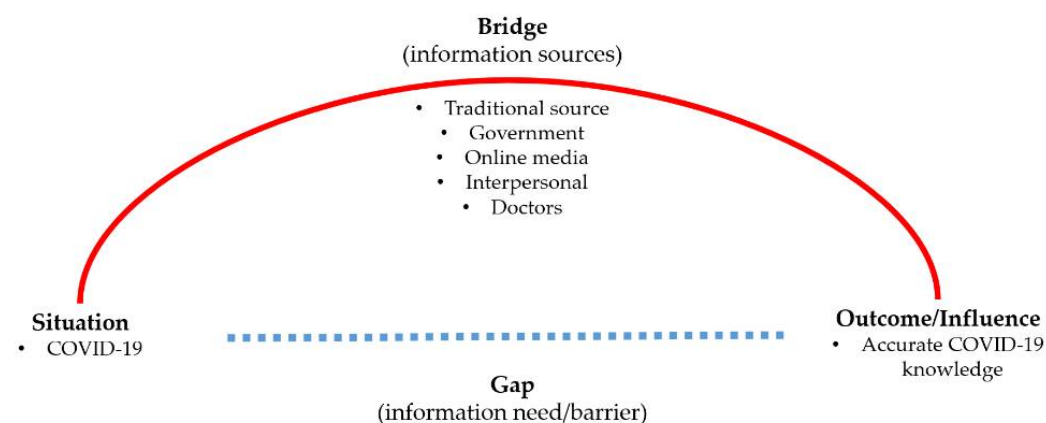 Bridge
(information sources)
• Traditional source
• Government
• Online media
• Interpersonal
• Doctors
Situation
• COVID-19
Outcome/Influence
• Accurate COVID-19
knowledge
Gap
(information need/barrier)